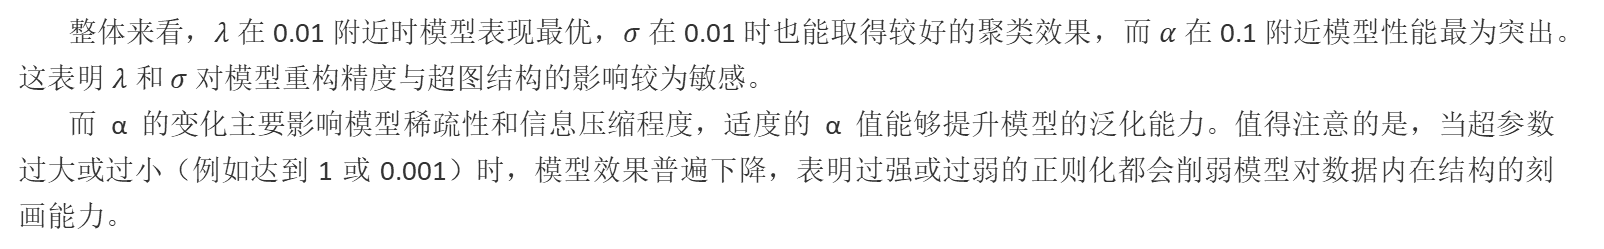 整体来看，λ 在 0.01 附近时模型表现最优，σ 在 0.01 时也能取得较好的聚类效果，而 α 在 0.1 附近模型性能最为突出。
这表明 λ 和 σ 对模型重构精度与超图结构的影响较为敏感。
而 α 的变化主要影响模型稀疏性和信息压缩程度，适度的 α 值能够提升模型的泛化能力。值得注意的是，当超参数
过大或过小（例如达到 1 或 0.001）时，模型效果普遍下降，表明过强或过弱的正则化都会削弱模型对数据内在结构的刻
画能力。